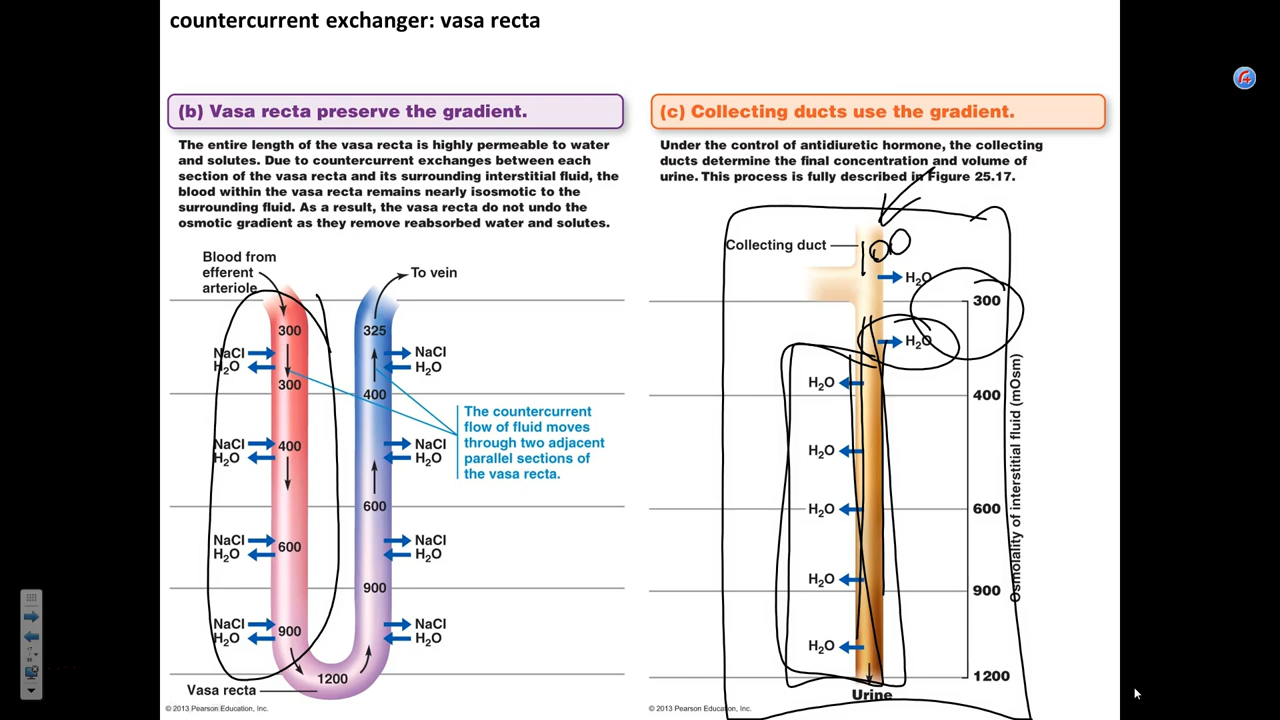 countercurrent exchanger: vasa recta
(b) Vasa recta preserve the gradient.
The entire length of the vasa recta is highly permeable to water
and solutes. Due to countercurrent exchanges between each
section of the vasa recta and its surrounding interstitial fluid, the
blood within the vasa recta remains nearly isosmotic to the
surrounding fluid. As a result, the vasa recta do not undo the
osmotic gradient as they remove reabsorbed water and solutes.
Blood from
efferent
arteriole
To vein
300
325
NaCl
H₂O
NaCl
H₂O
300
400
The countercurrent
flow of fluid moves
through two adjacent
parallel sections of
the vasa recta.
NaCl
H₂O
400
NaCl
H₂O
600
NaCl
H₂O
600
NaCl
H₂O
900
NaCl
H₂O
900
NaCl
H₂O
1200
Vasa recta
© 2013 Pearson Education, Inc.
(c) Collecting ducts use the gradient.
Under the control of antidiuretic hormone, the collecting
ducts determine the final concentration and volume of
urine. This process is fully described in Figure 25.17.
Collecting duct
100
H₂O
300
H₂O
H₂O
400
H₂O
H₂O
600
H₂O
900
H₂O
1200
Osmolality of interstitial fluid (mOsm)
Urine
© 2013 Pearson Education, Inc.